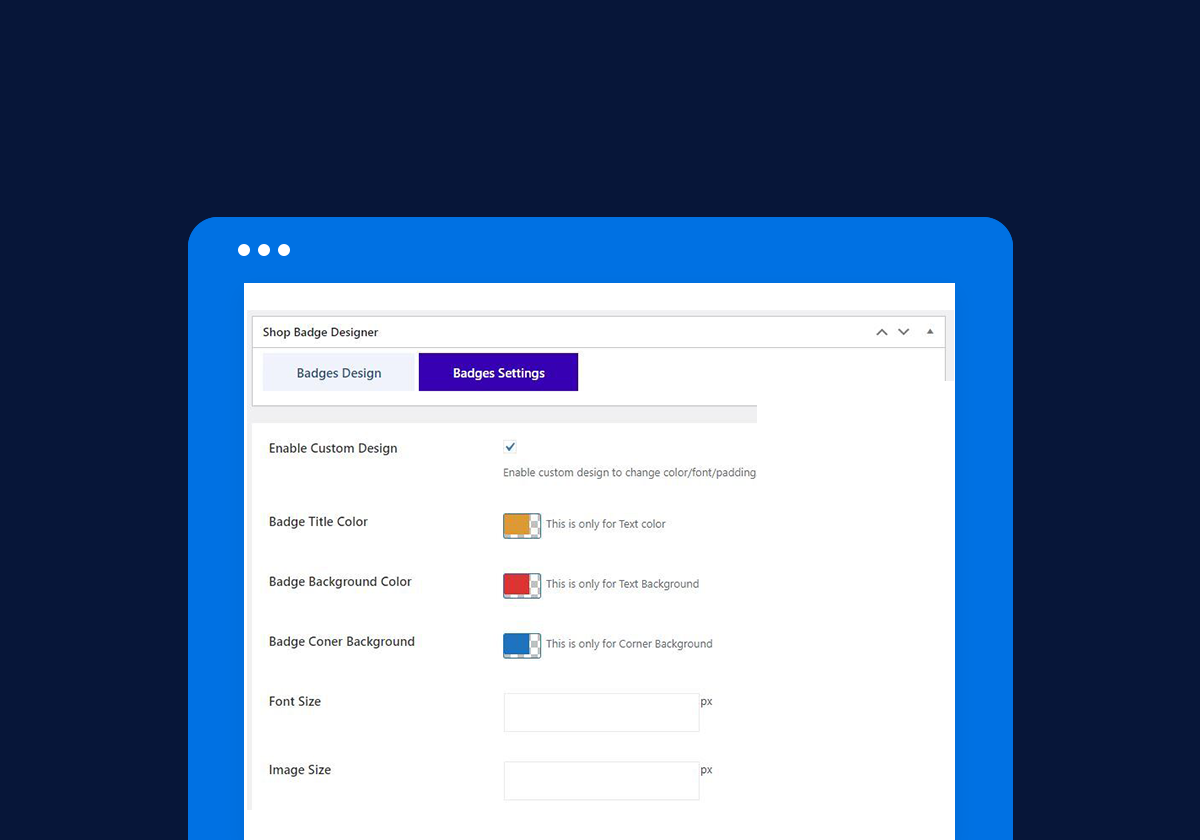 Shop Badge Designer
Badges Design
Badges Settings
Enable Custom Design
Enable custom design to change color/font/padding
Badge Title Color
This is only for Text color
Badge Background Color
This is only for Text Background
Badge Coner Background
This is only for Corner Background
Font Size
px
Image Size
px